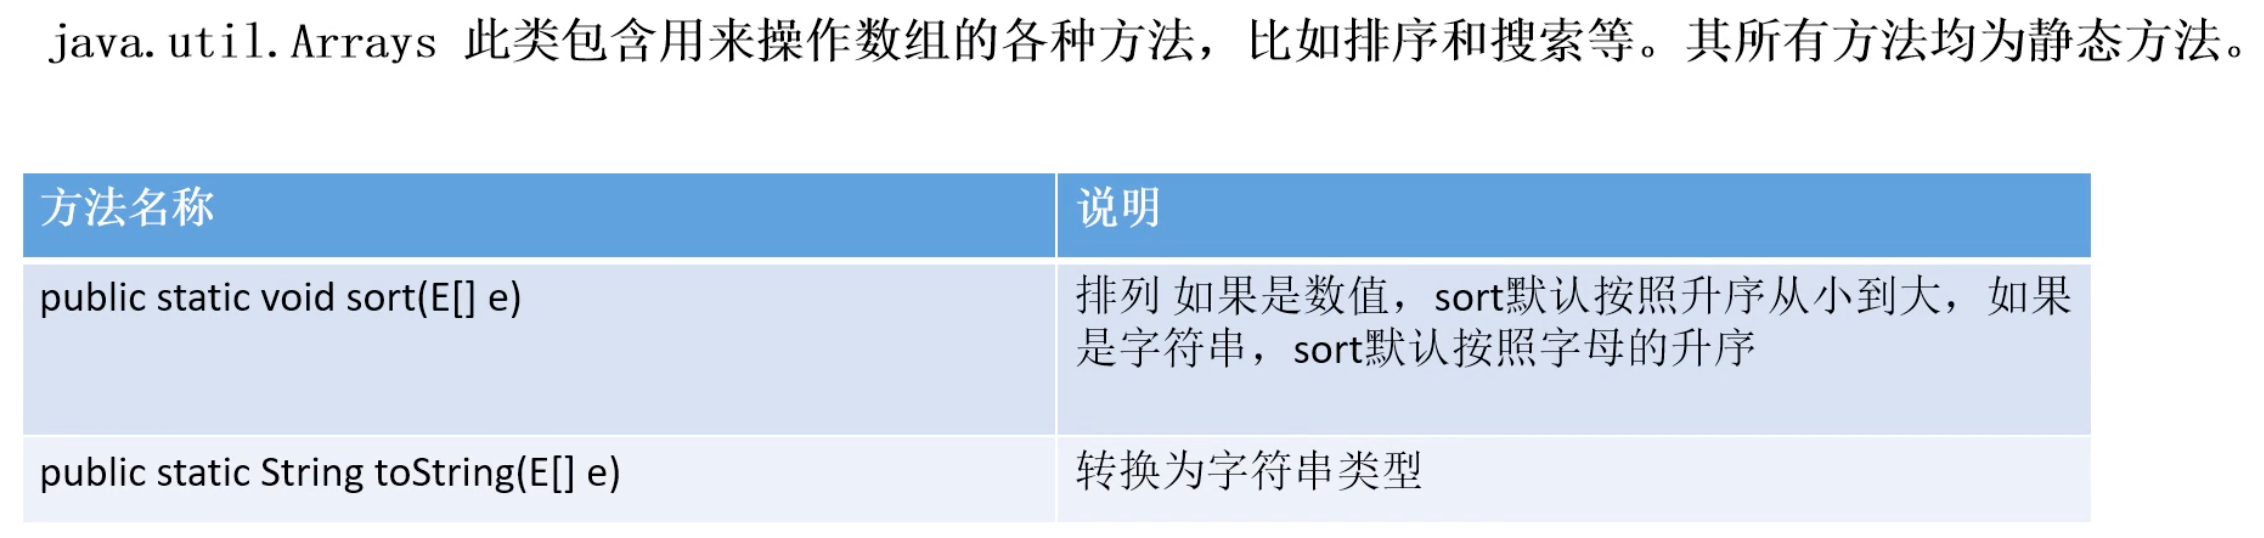 java.util.Arrays 此类包含用来操作数组的各种方法，比如排序和搜索等。其所有方法均为静态方法。
方法名称
说明
public static void sort(E[] e)
排列 如果是数值，sort默认按照升序从小到大，如果
是字符串，sort默认按照字母的升序
public static String toString(E[] e)
转换为字符串类型